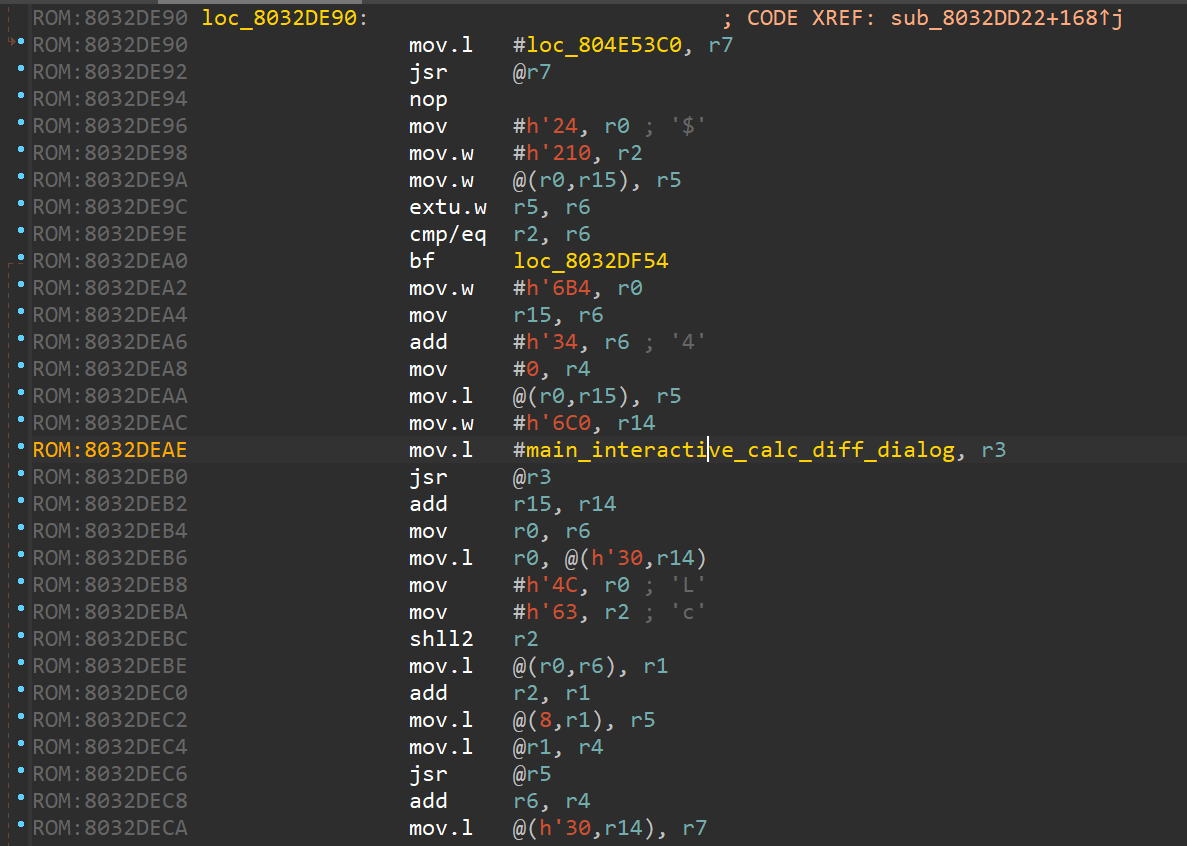 ROM:8032DE90 loc_8032DE90: ; CODE XREF: sub_8032DD22+168↑j
ROM:8032DE90 mov.l #loc_804E53C0, r7
ROM:8032DE92 jsr @r7
ROM:8032DE94 nop
ROM:8032DE96 mov #h'24, r0 ; '$'
ROM:8032DE98 mov.w #h'210, r2
ROM:8032DE9A mov.w @(r0,r15), r5
ROM:8032DE9C extu.w r5, r6
ROM:8032DE9E cmp/eq r2, r6
ROM:8032DEA0 bf loc_8032DF54
ROM:8032DEA2 mov.w #h'6B4, r0
ROM:8032DEA4 mov r15, r6
ROM:8032DEA6 add #h'34, r6 ; '4'
ROM:8032DEA8 mov #0, r4
ROM:8032DEAA mov.l @(r0,r15), r5
ROM:8032DEAC mov.w #h'6C0, r14
ROM:8032DEAE mov.l #main_interactive_calc_diff_dialog, r3
ROM:8032DEB0 jsr @r3
ROM:8032DEB2 add r15, r14
ROM:8032DEB4 mov r0, r6
ROM:8032DEB6 mov.l r0, @(h'30,r14)
ROM:8032DEB8 mov #h'4C, r0 ; 'L'
ROM:8032DEBA mov #h'63, r2 ; 'c'
ROM:8032DEBC shll2 r2
ROM:8032DEBE mov.l @(r0,r6), r1
ROM:8032DEC0 add r2, r1
ROM:8032DEC2 mov.l @(8,r1), r5
ROM:8032DEC4 mov.l @r1, r4
ROM:8032DEC6 jsr @r5
ROM:8032DEC8 add r6, r4
ROM:8032DECA mov.l @(h'30,r14), r7